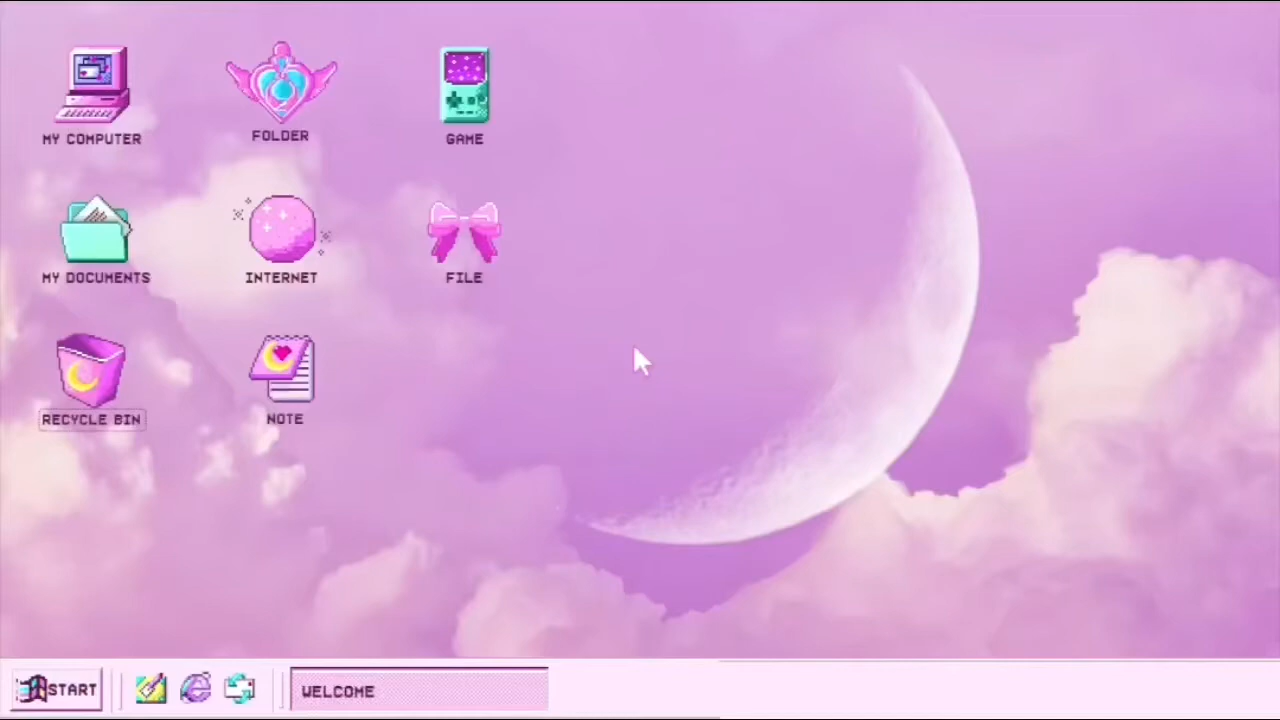 MY COMPUTER
FOLDER
GAME
MY DOCUMENTS
INTERNET
FILE
RECYCLE BIN
NOTE
START
WELCOME